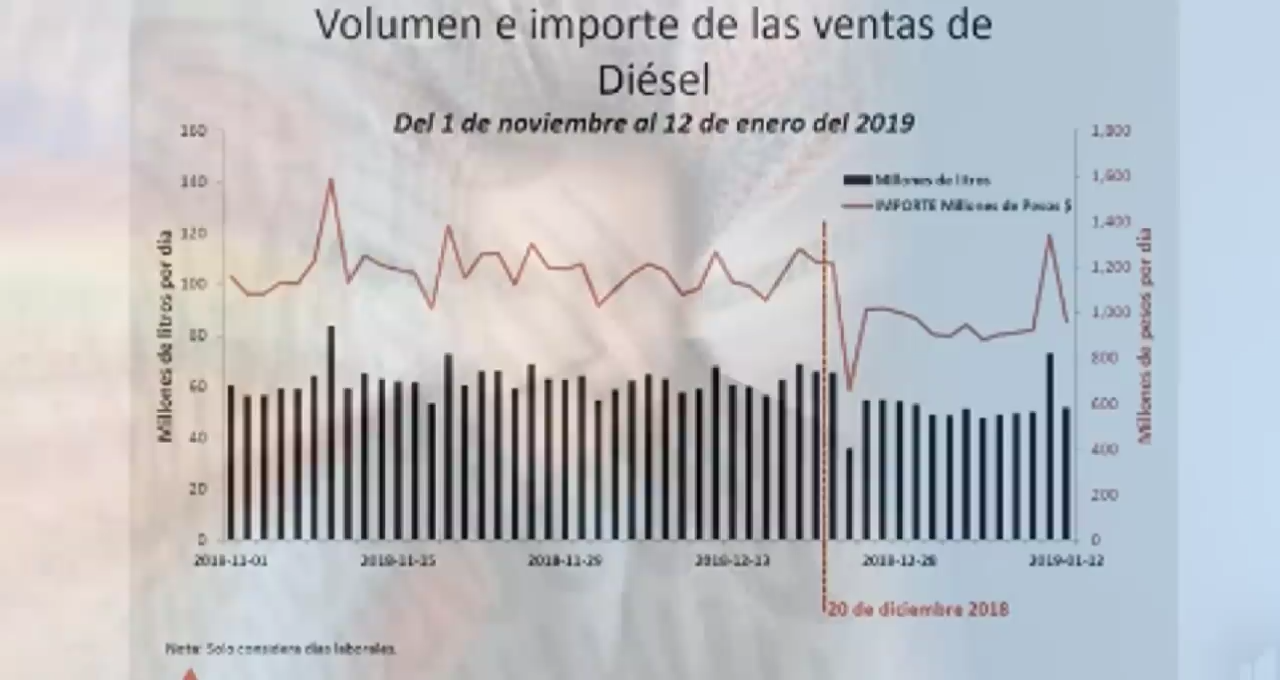 Volumen e importe de las ventas de
Diésel
Del 1 de noviembre al 12 de enero del 2019
160
140
120
100
80
60
40
20
0
Millones de litros por día
1,800
1,600
1,400
1,200
1,000
800
600
400
200
0
Millones de pesos por día
Millones de litros
IMPORTE Millones de Pesos $
2018-11-01
2018-11-15
2018-11-29
2018-12-13
2018-12-28
2019-01-12
20 de diciembre 2018
Nota: Solo considera días laborales.